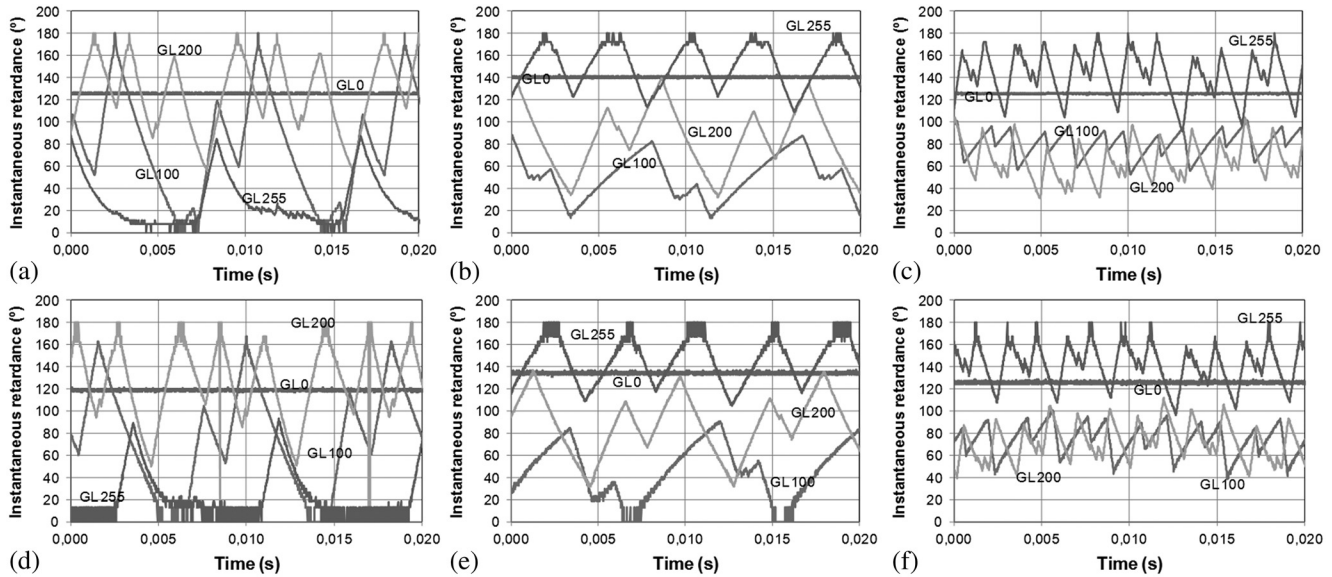 Instantaneous retardance (º)
200
180
160
140
120
100
80
60
40
20
0
GL200
GL0
GL100
GL255
0,000 0,005 0,010 0,015 0,020
Time (s)
(a)
Instantaneous retardance (º)
200
180
160
140
120
100
80
60
40
20
0
GL255
GL0
GL200
GL100
0,000 0,005 0,010 0,015 0,020
Time (s)
(b)
Instantaneous retardance (º)
200
180
160
140
120
100
80
60
40
20
0
GL255
GL0
GL100
GL200
0,000 0,005 0,010 0,015 0,020
Time (s)
(c)
Instantaneous retardance (º)
200
180
160
140
120
100
80
60
40
20
0
GL200
GL0
GL100
GL255
0,000 0,005 0,010 0,015 0,020
Time (s)
(d)
Instantaneous retardance (º)
200
180
160
140
120
100
80
60
40
20
0
GL255
GL0
GL200
GL100
0,000 0,005 0,010 0,015 0,020
Time (s)
(e)
Instantaneous retardance (º)
200
180
160
140
120
100
80
60
40
20
0
GL255
GL0
GL200 GL100
0,000 0,005 0,010 0,015 0,020
Time (s)
(f)